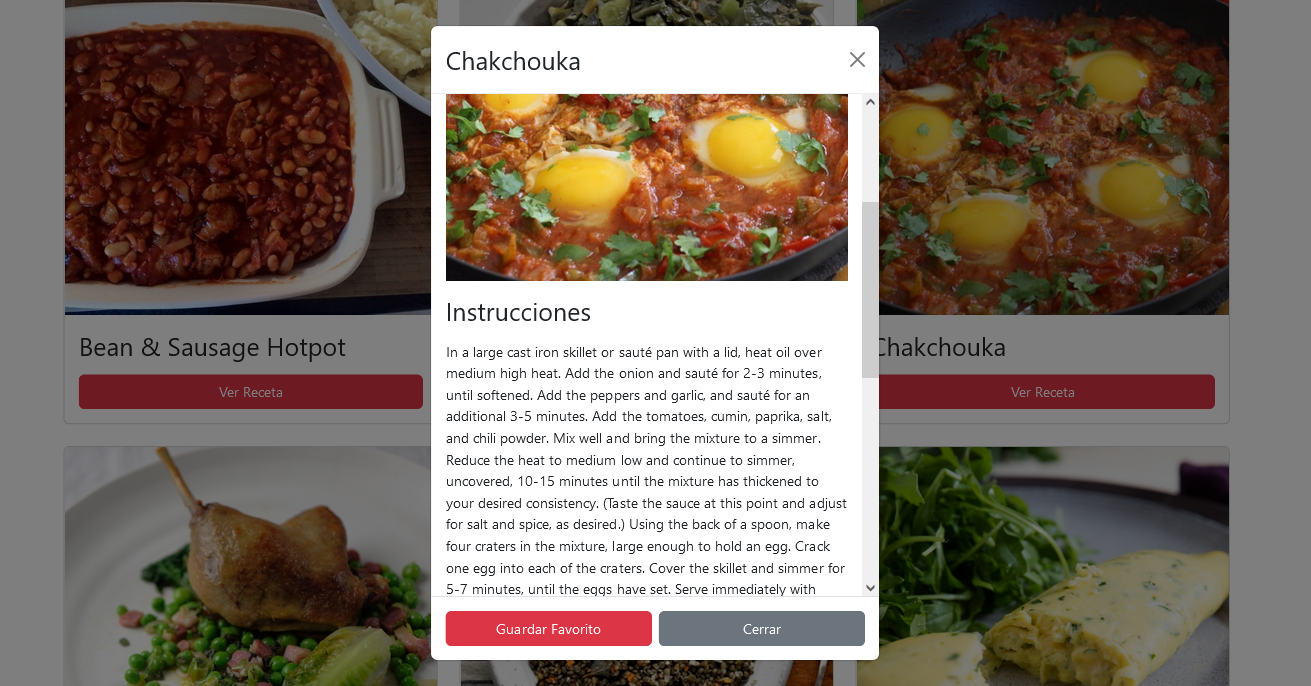 Chakchouka
Instrucciones
In a large cast iron skillet or sauté pan with a lid, heat oil over
medium high heat. Add the onion and sauté for 2-3 minutes,
until softened. Add the peppers and garlic, and sauté for an
additional 3-5 minutes. Add the tomatoes, cumin, paprika, salt,
and chili powder. Mix well and bring the mixture to a simmer.
Reduce the heat to medium low and continue to simmer,
uncovered, 10-15 minutes until the mixture has thickened to
your desired consistency. (Taste the sauce at this point and adjust
for salt and spice, as desired.) Using the back of a spoon, make
four craters in the mixture, large enough to hold an egg. Crack
one egg into each of the craters. Cover the skillet and simmer for
5-7 minutes, until the eggs have set. Serve immediately with
Guardar Favorito
Cerrar
Bean & Sausage Hotpot
Ver Receta
Chakchouka
Ver Receta